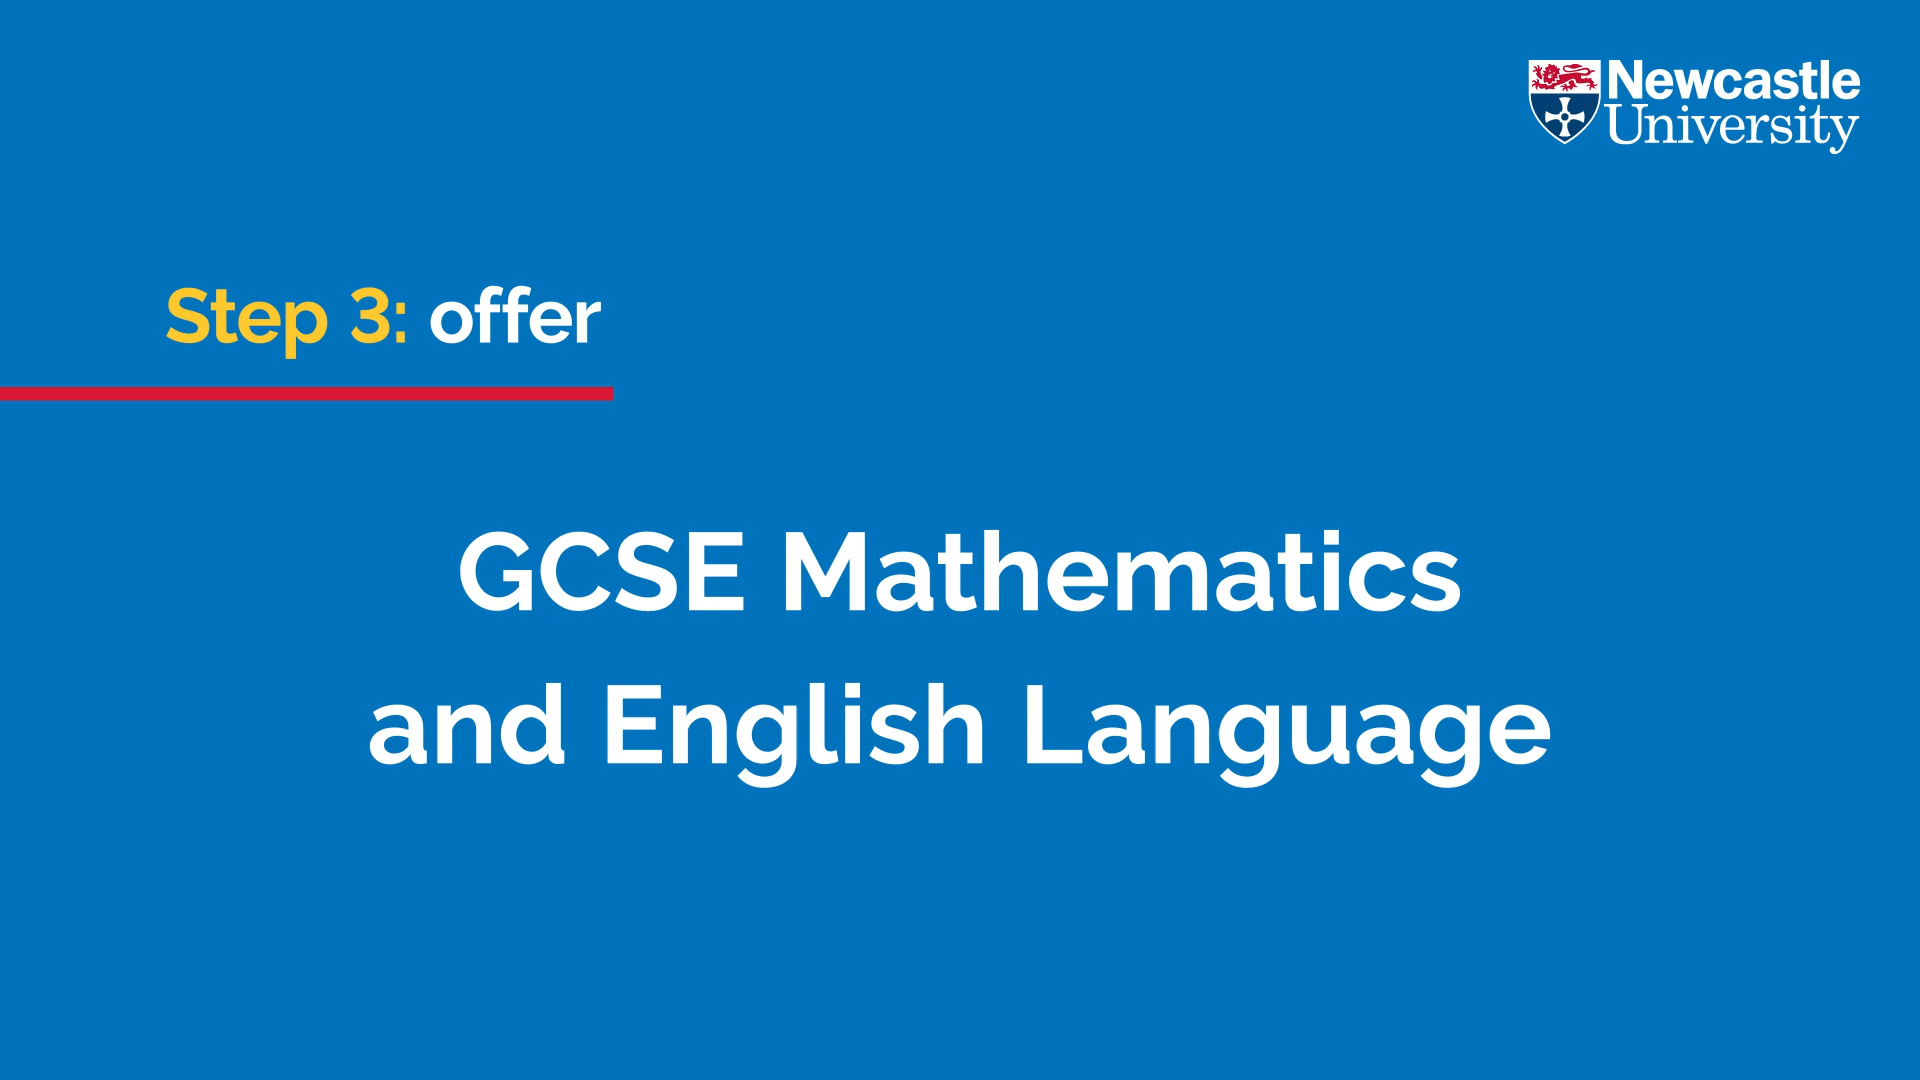 Newcastle
University
Step 3: offer
GCSE Mathematics
and English Language